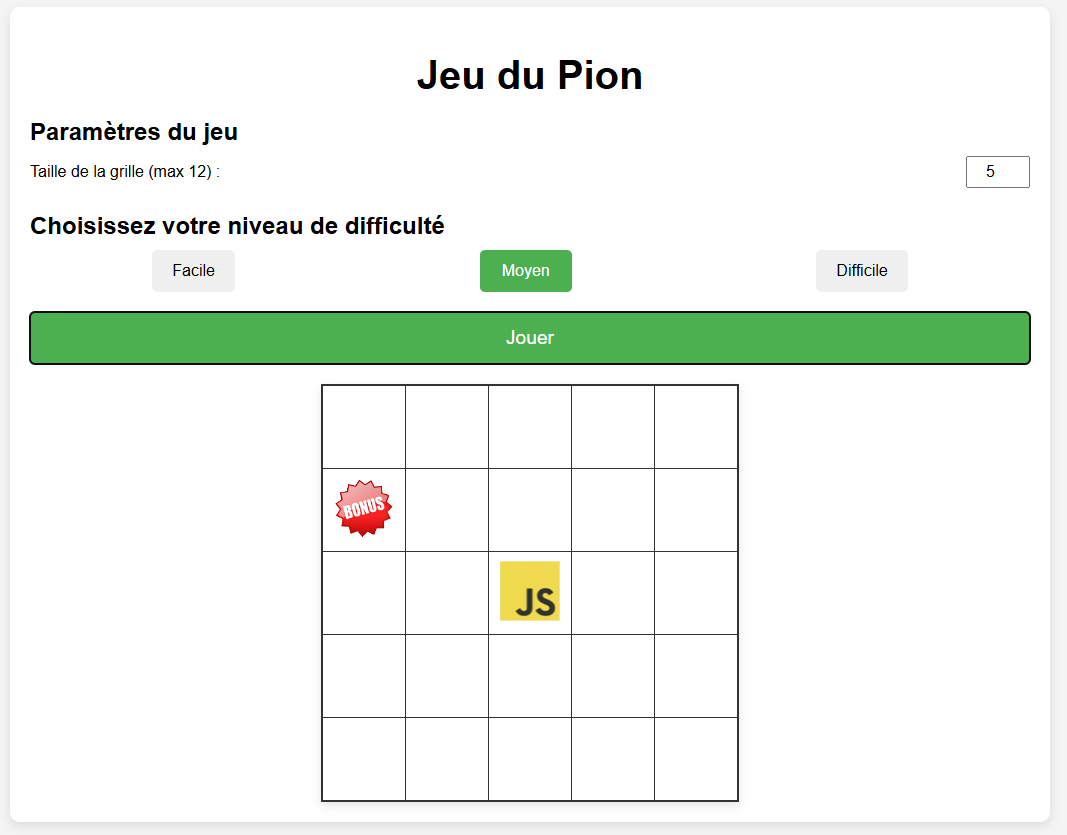 Jeu du Pion
Paramètres du jeu
Taille de la grille (max 12) :
5
Choisissez votre niveau de difficulté
Facile
Moyen
Difficile
Jouer
BONUS
JS